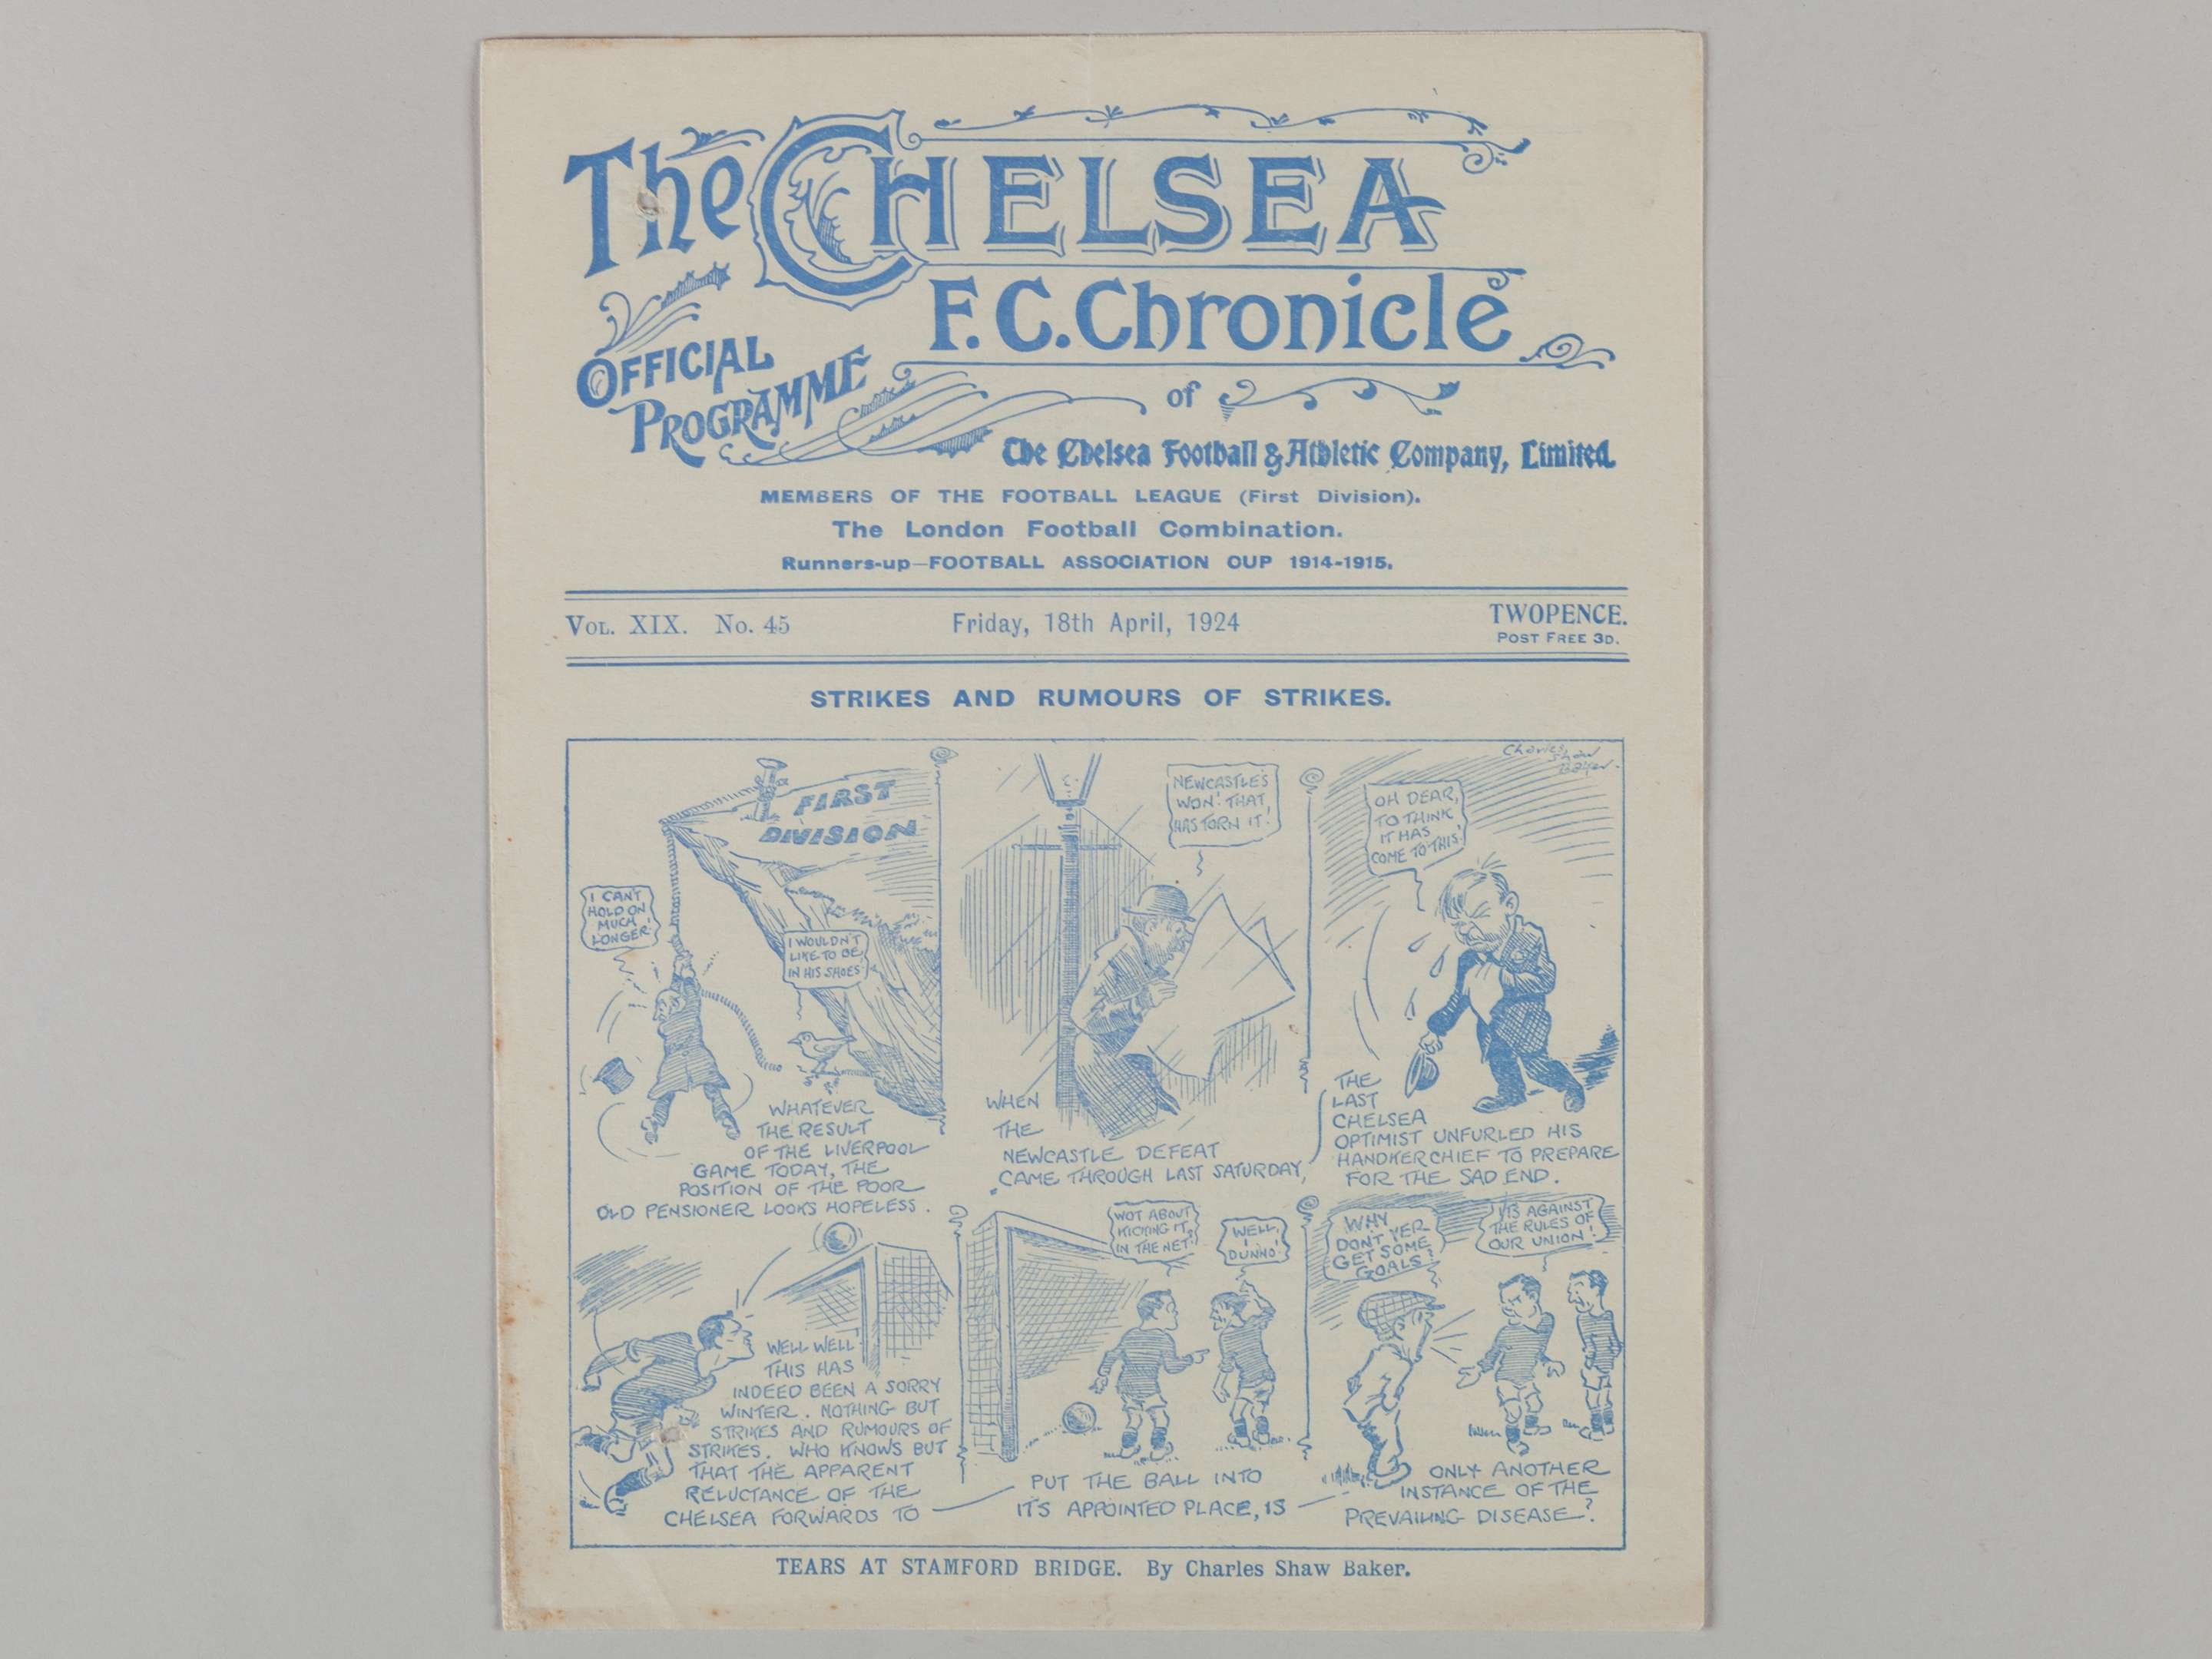 The CHELSEA
F.C. Chronicle
OFFICIAL
PROGRAMME
of
The Chelsea Football & Athletic Company, Limited.
MEMBERS OF THE FOOTBALL LEAGUE (First Division).
The London Football Combination.
Runners-up—FOOTBALL ASSOCIATION CUP 1914-1915.
VOL. XIX. No. 45 Friday, 18th April, 1924 TWOPENCE.
POST FREE 3D.
STRIKES AND RUMOURS OF STRIKES.
FIRST
DIVISION
I CAN'T
HOLD ON
MUCH
LONGER!
I WOULDN'T
LIKE TO BE
IN HIS SHOES!
WHATEVER
THE RESULT
OF THE LIVERPOOL
GAME TODAY, THE
POSITION OF THE POOR
OLD PENSIONER LOOKS HOPELESS.
NEWCASTLE'S
WON! THAT
HAS TORN IT!
WHEN
THE
NEWCASTLE DEFEAT
CAME THROUGH LAST SATURDAY,
Charles
Shaw
Baker.
OH DEAR,
TO THINK
IT HAS
COME TO THIS!
THE
LAST
CHELSEA
OPTIMIST UNFURLED HIS
HANDKERCHIEF TO PREPARE
FOR THE SAD END.
WELL WELL
THIS HAS
INDEED BEEN A SORRY
WINTER. NOTHING BUT
STRIKES AND RUMOURS OF
STRIKES. WHO KNOWS BUT
THAT THE APPARENT
RELUCTANCE OF THE
CHELSEA FORWARDS TO
WOT ABOUT
KICKING IT
IN THE NET?
WELL,
I
DUNNO!
PUT THE BALL INTO
IT'S APPOINTED PLACE, IS
WHY
DON'T YER
GET SOME
GOALS?
IT'S AGAINST
THE RULES OF
OUR UNION!
ONLY ANOTHER
INSTANCE OF THE
PREVAILING DISEASE?
TEARS AT STAMFORD BRIDGE. By Charles Shaw Baker.